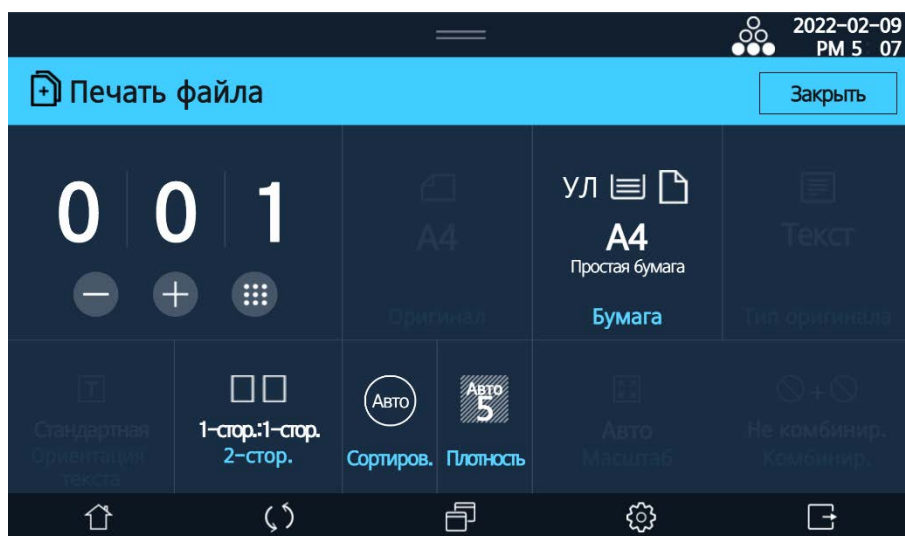 2022-02-09
PM 5 07
Печать файла
Закрыть
0 0 1
A4
Оригинал
УЛ
A4
Простая бумага
Бумага
Текст
Тип оригинала
T
Стандартная
Ориентация
текста
1-стор.:1-стор.
2-стор.
Авто
Сортиров.
Авто
5
Плотность
Авто
Масштаб
Не комбинир.
Комбинир.